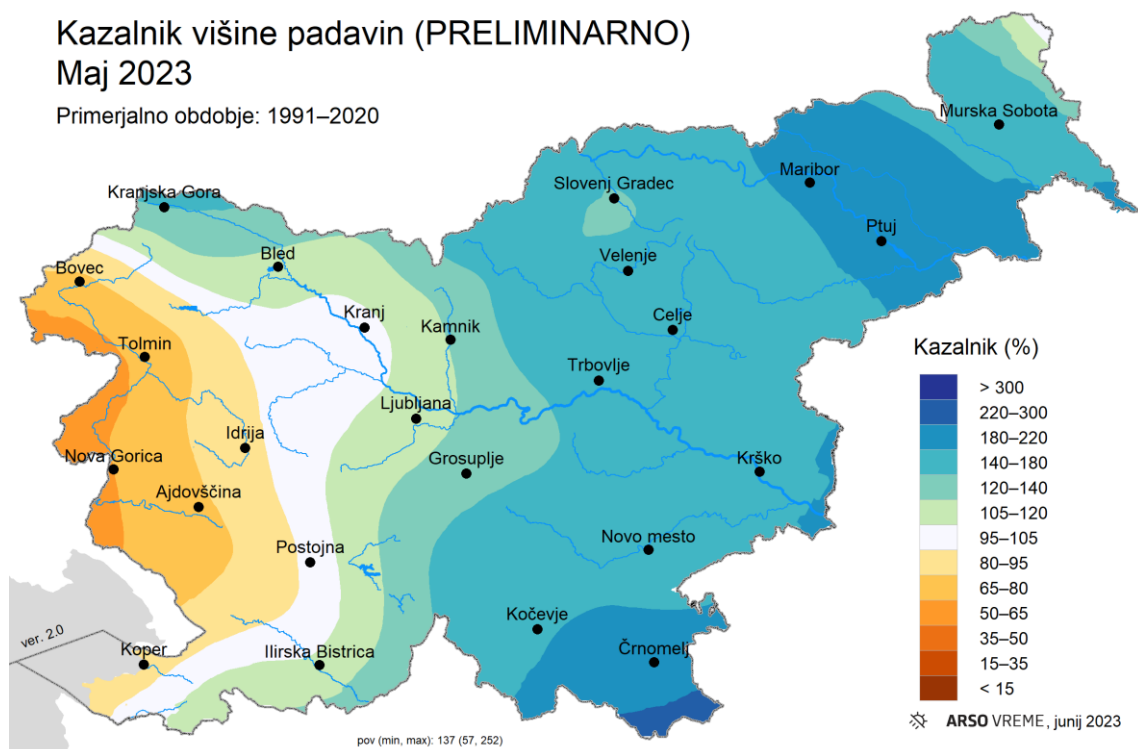 Kazalnik višine padavin (PRELIMINARNO)
Maj 2023
Primerjalno obdobje: 1991–2020
Murska Sobota
Maribor
Slovenj Gradec
Kranjska Gora
Ptuj
Bled
Velenje
Bovec
Kranj
Kamnik
Celje
Tolmin
Trbovlje
Ljubljana
Idrija
Nova Gorica
Grosuplje
Krško
Ajdovščina
Postojna
Novo mesto
Kočevje
Koper
Ilirska Bistrica
Črnomelj
ver. 2.0
Kazalnik (%)
> 300
220–300
180–220
140–180
120–140
105–120
95–105
80–95
65–80
50–65
35–50
15–35
< 15
ARSO VREME, junij 2023
pov (min, max): 137 (57, 252)